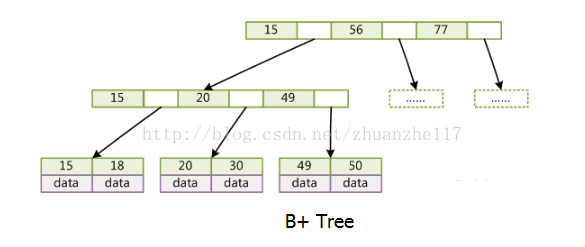 15 56 77
15 20 49 ...... ......
http://blog.csdn.net/zhuanzhe117
15 18 20 30 49 50
data data data data data data
B+ Tree